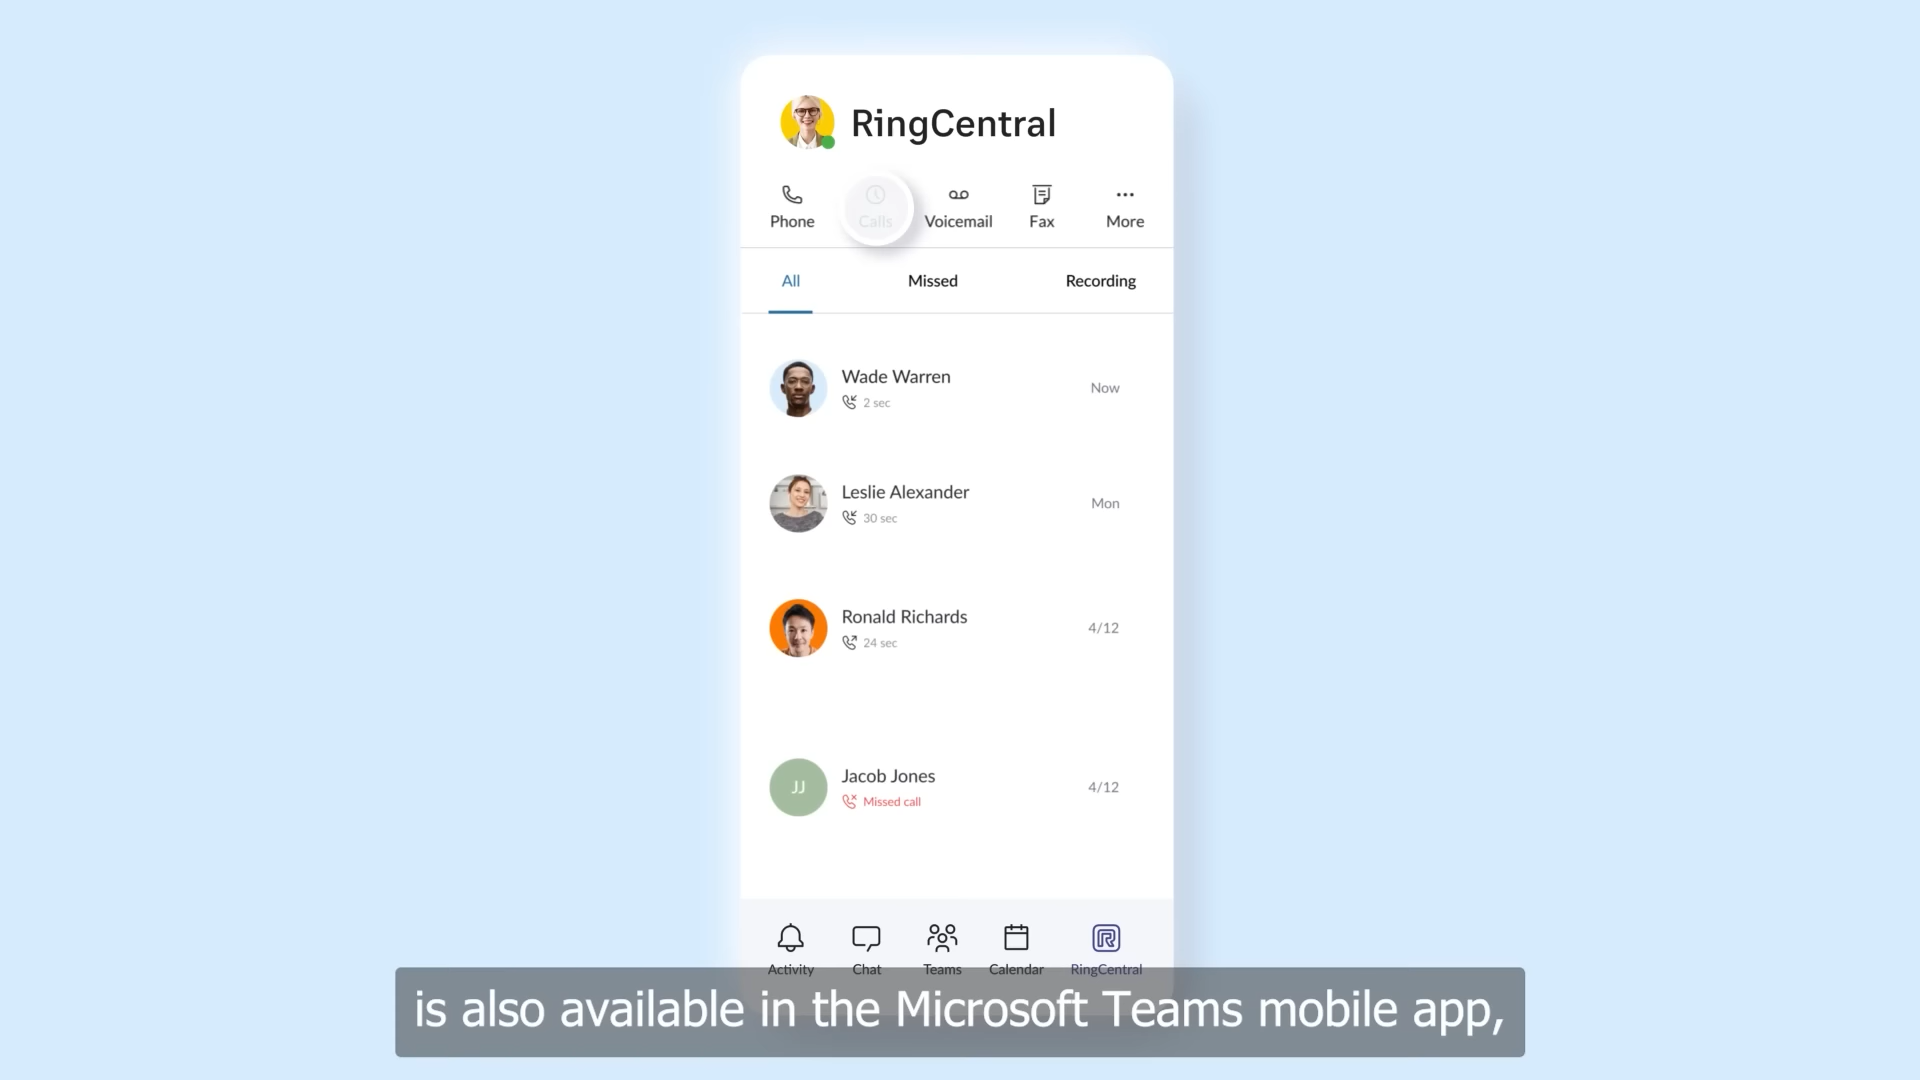 RingCentral
Phone
Calls
Voicemail
Fax
More
All
Missed
Recording
Wade Warren
2 sec
Now
Leslie Alexander
30 sec
Mon
Ronald Richards
24 sec
4/12
JJ
Jacob Jones
Missed call
4/12
Activity
Chat
Teams
Calendar
RingCentral
is also available in the Microsoft Teams mobile app,